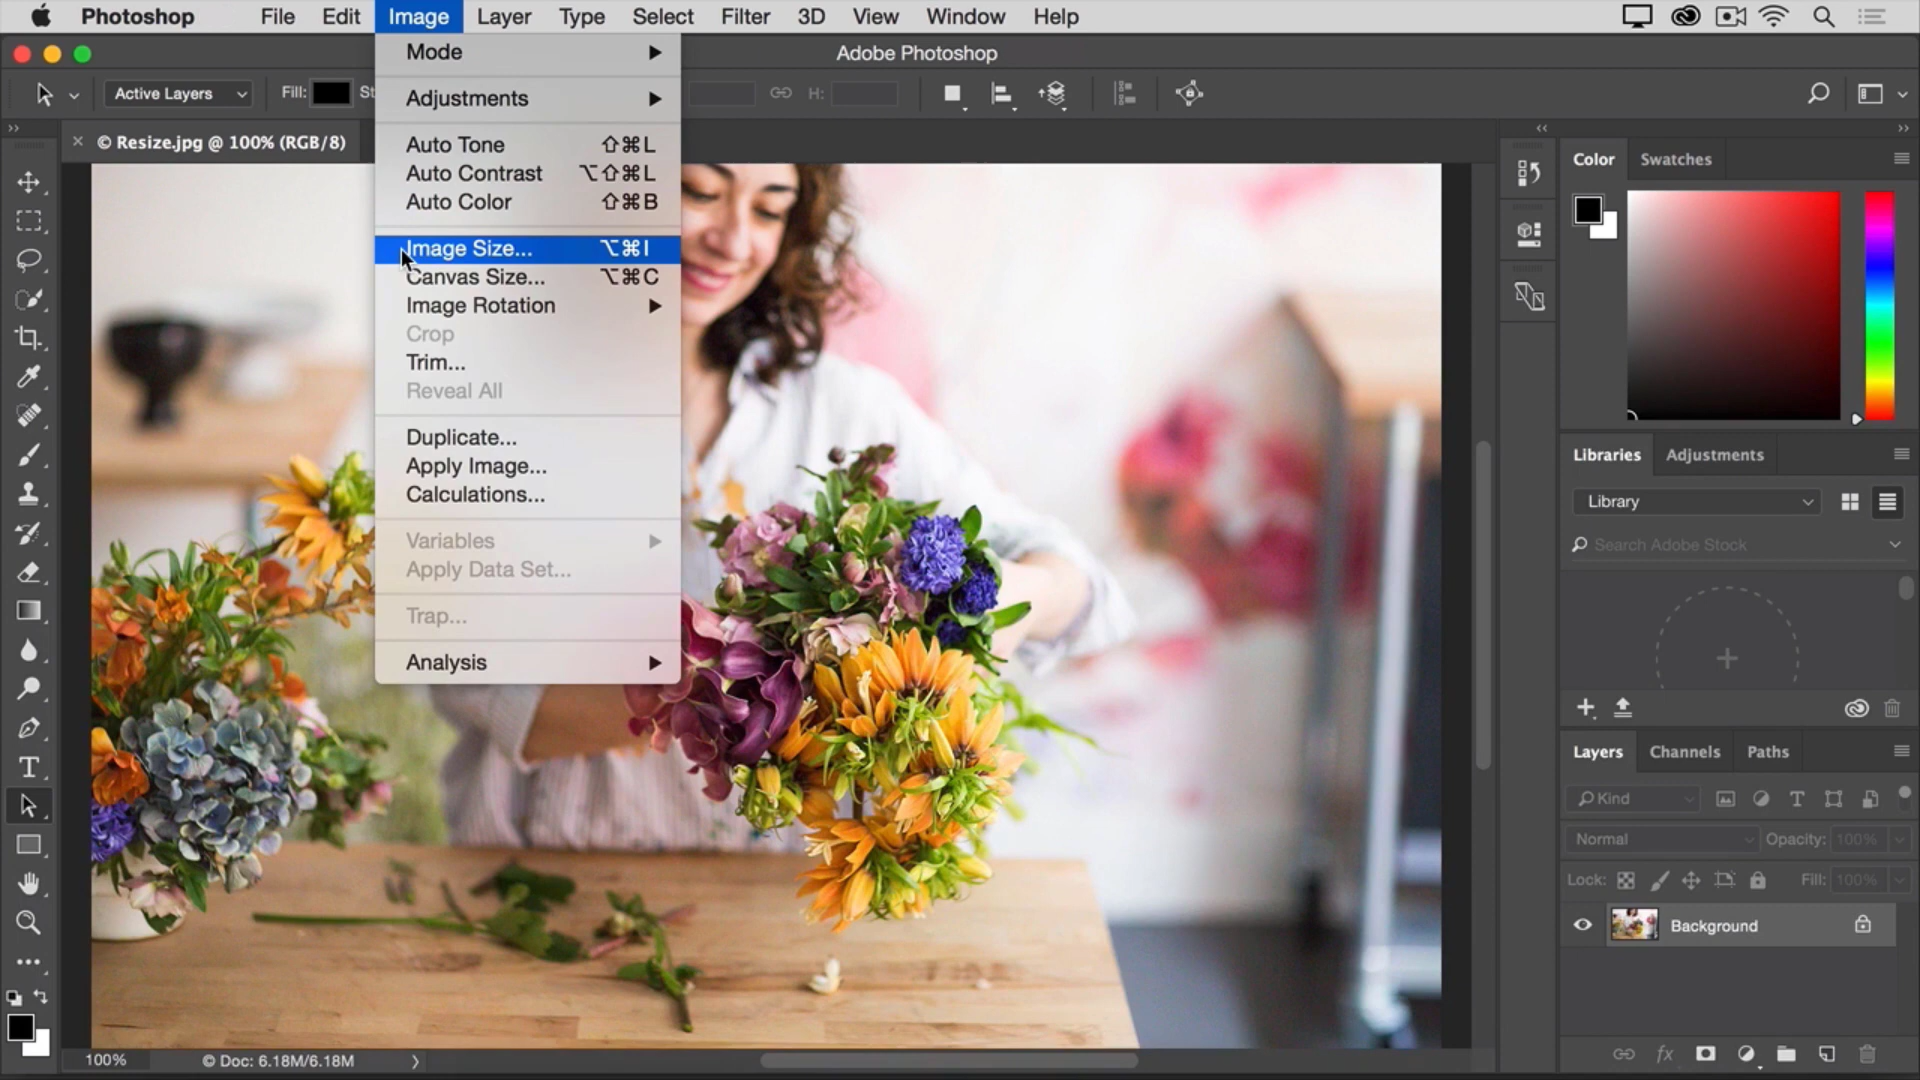 Photoshop File Edit Image Layer Type Select Filter 3D View Window Help
Adobe Photoshop
Active Layers Fill: St H:
© Resize.jpg @ 100% (RGB/8)
Mode
Adjustments
Auto Tone ⇧⌘L
Auto Contrast ⌥⇧⌘L
Auto Color ⇧⌘B
Image Size... ⌥⌘I
Canvas Size... ⌥⌘C
Image Rotation
Crop
Trim...
Reveal All
Duplicate...
Apply Image...
Calculations...
Variables
Apply Data Set...
Trap...
Analysis
Color Swatches
Libraries Adjustments
Library
Search Adobe Stock
Layers Channels Paths
Kind
Normal Opacity: 100%
Lock: Fill: 100%
Background
fx
100% © Doc: 6.18M/6.18M